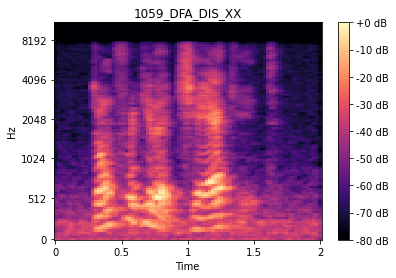 1059_DFA_DIS_XX
+0 dB
8192
-10 dB
4096
-20 dB
-30 dB
2048
-40 dB
Hz
1024
-50 dB
-60 dB
512
-70 dB
0
-80 dB
0 0.5 1 1.5 2
Time